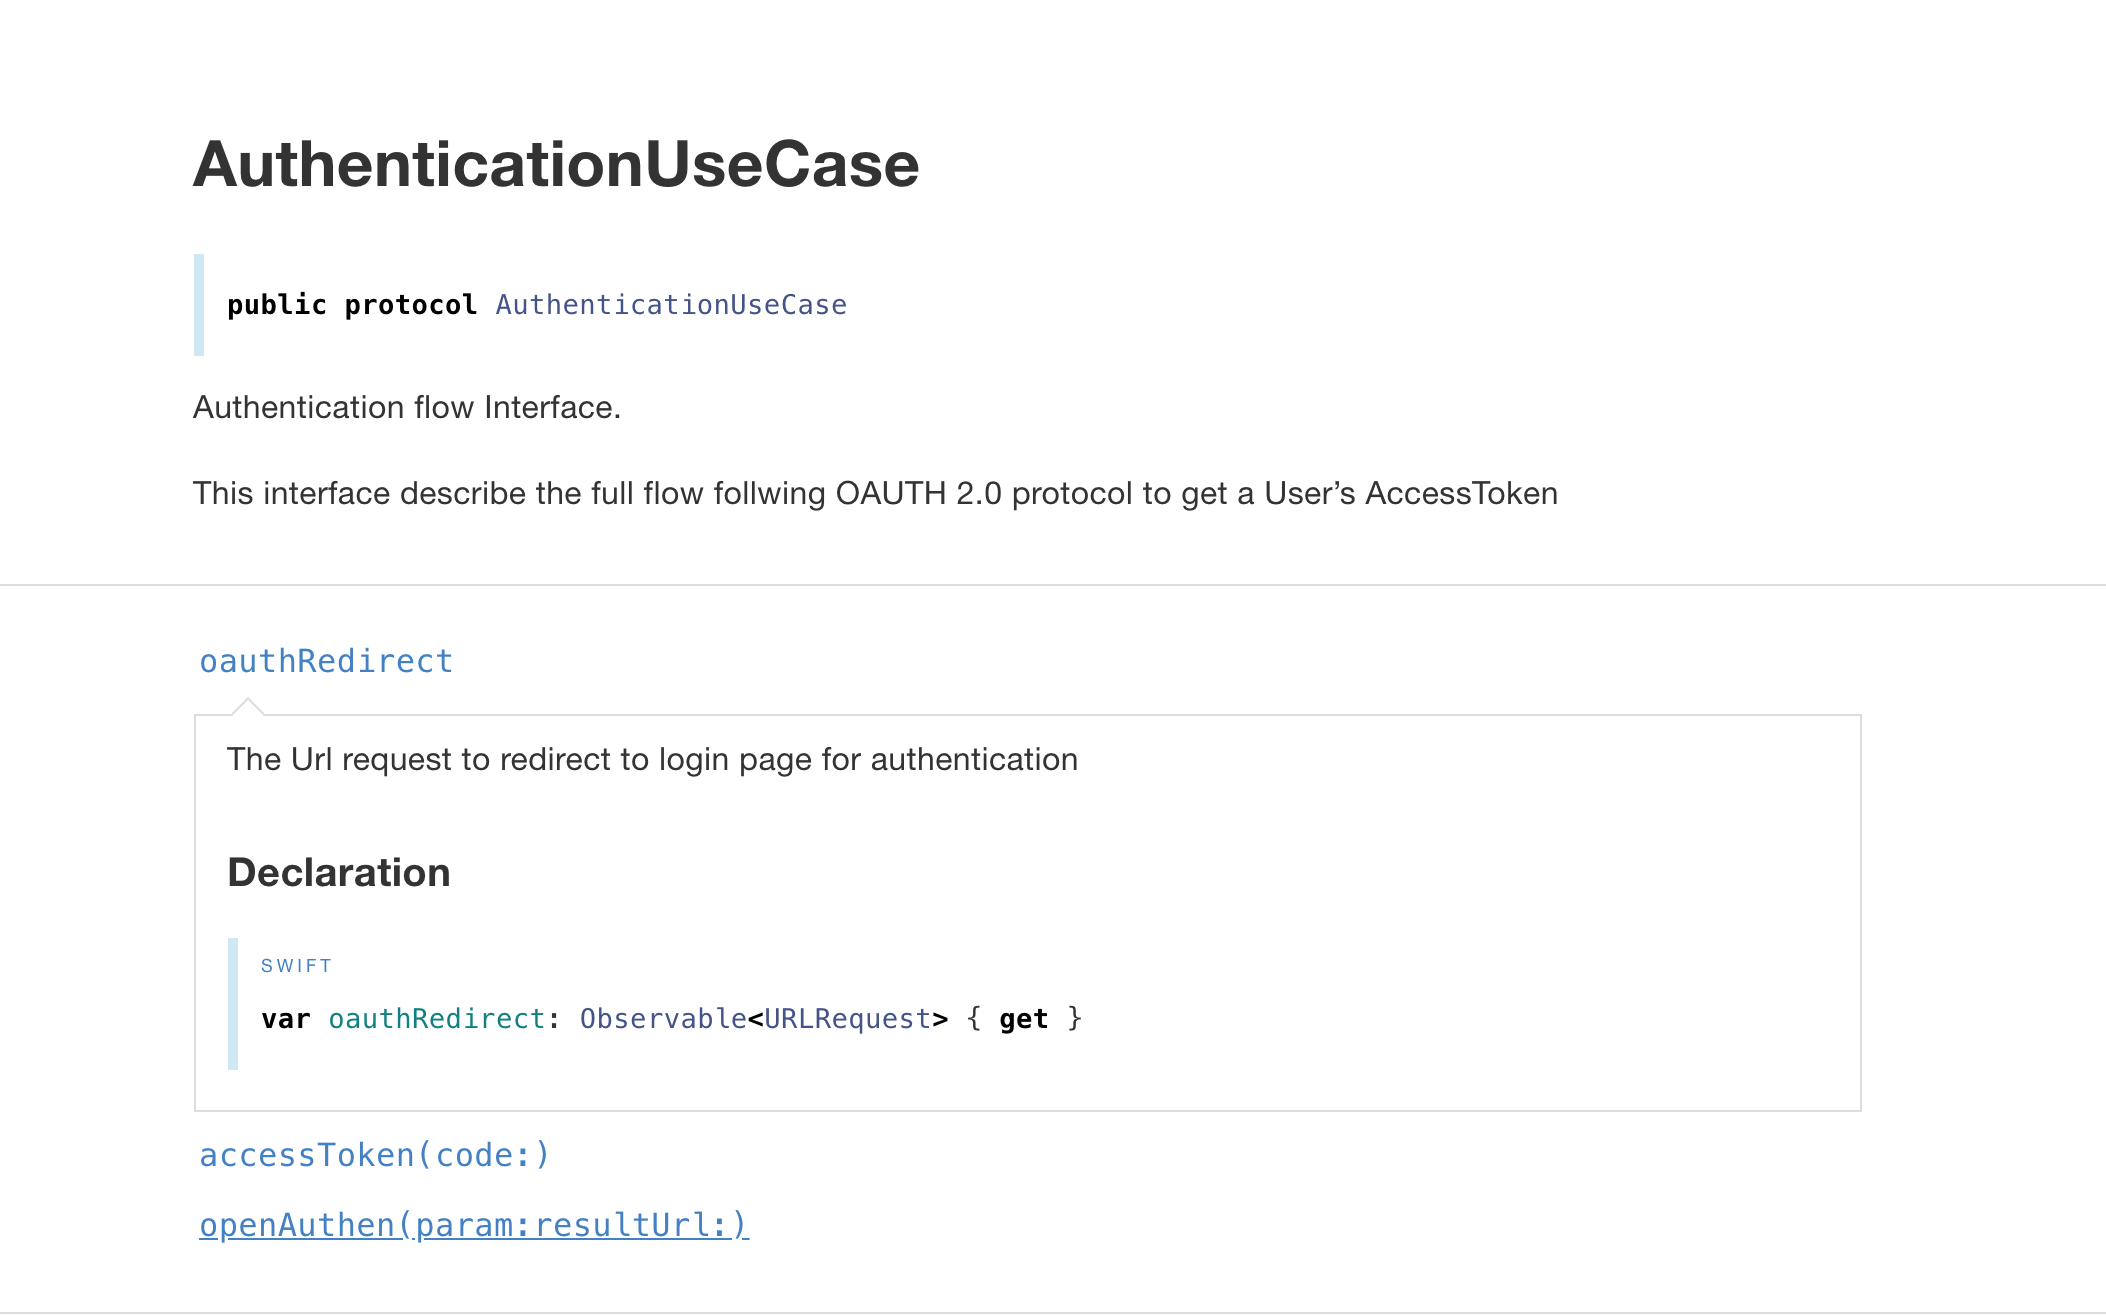 AuthenticationUseCase
public protocol AuthenticationUseCase
Authentication flow Interface.
This interface describe the full flow follwing OAUTH 2.0 protocol to get a User’s AccessToken
oauthRedirect
The Url request to redirect to login page for authentication
Declaration
SWIFT
var oauthRedirect: Observable<URLRequest> { get }
accessToken(code:)
openAuthen(param:resultUrl:)